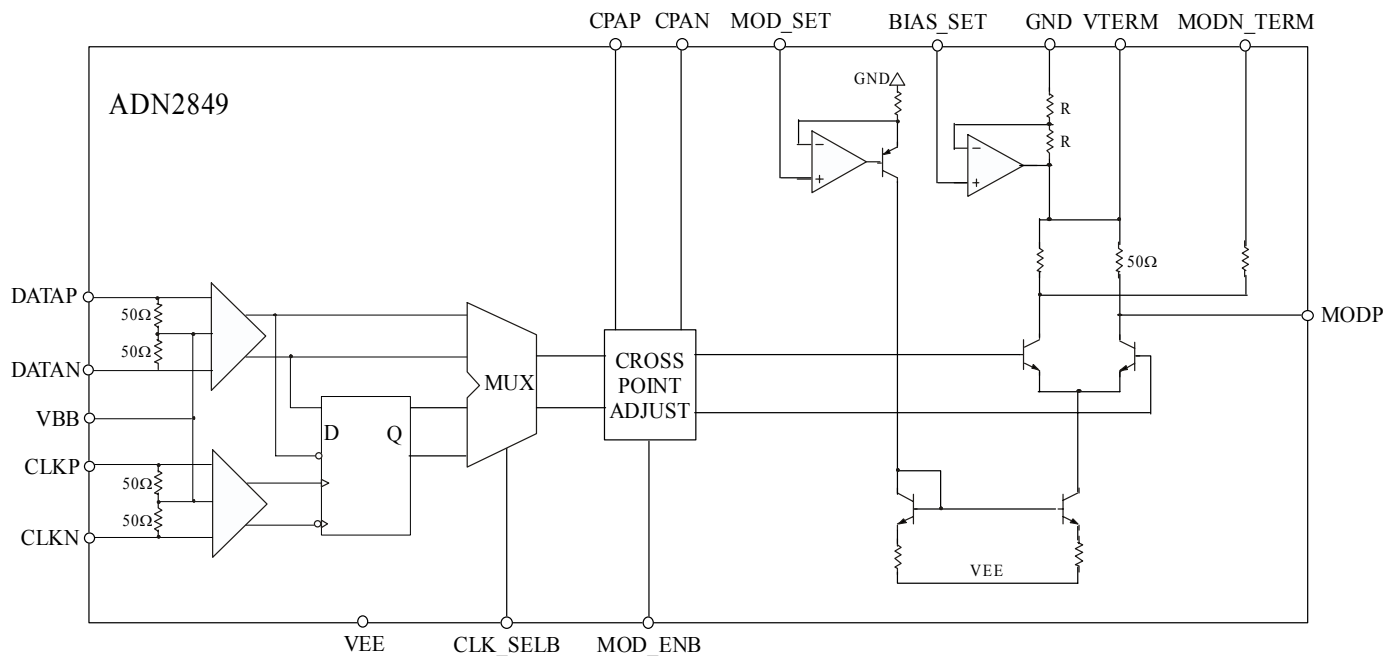 CPAP CPAN MOD_SET BIAS_SET GND VTERM MODN_TERM
ADN2849
GND
R
R
-
+
-
+
50Ω
DATAP
50Ω
50Ω
DATAN
VBB
CLKP
50Ω
50Ω
CLKN
D Q
MUX
CROSS
POINT
ADJUST
MODP
VEE
VEE CLK_SELB MOD_ENB